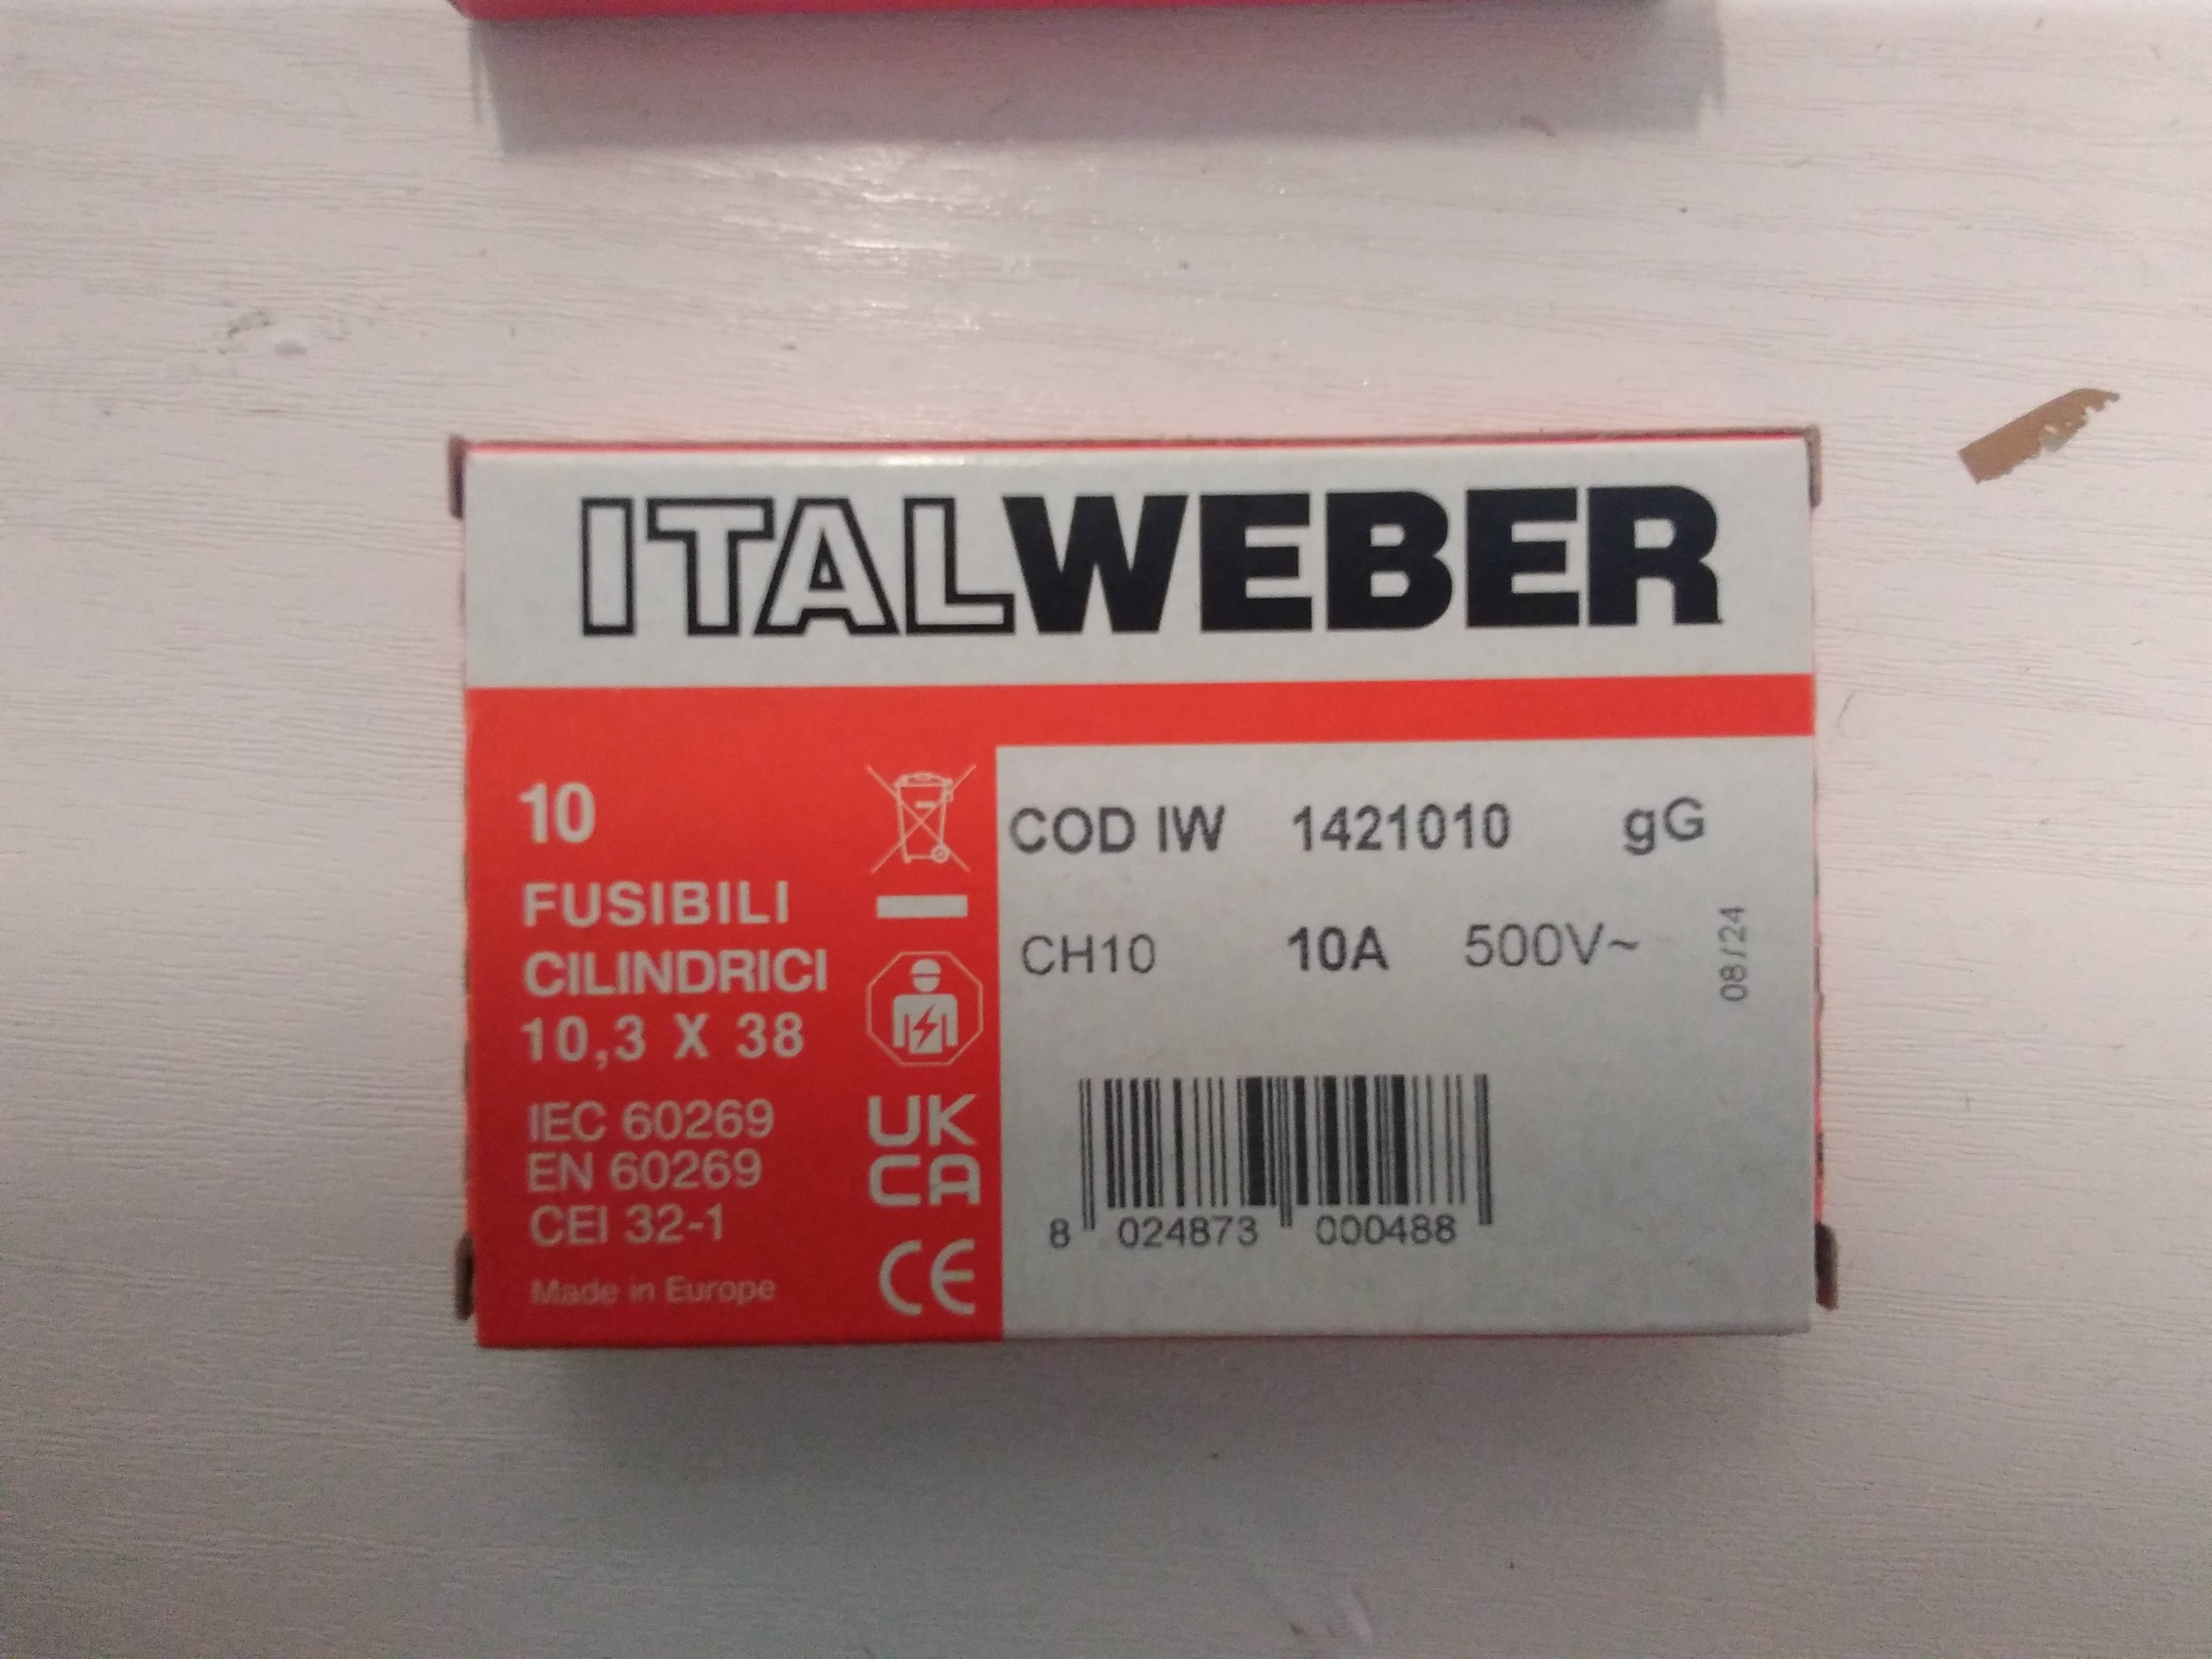 ITALWEBER
10
FUSIBILI
CILINDRICI
10,3 X 38
IEC 60269
EN 60269
CEI 32-1
Made in Europe
UK
CA
CE
COD IW 1421010 gG
CH10 10A 500V~
08/24
8 024873 000488